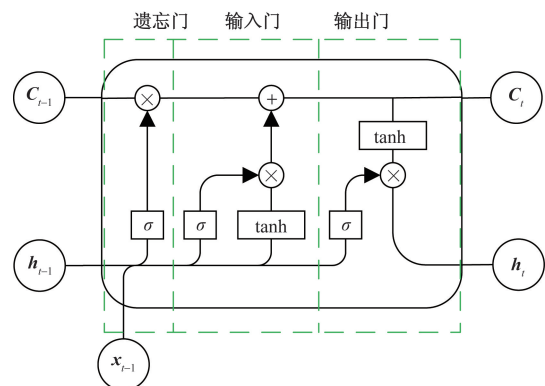 遗忘门 输入门 输出门
C_{t-1} × + C_t
tanh
× ×
σ σ tanh σ
h_{t-1} h_t
x_{t-1}